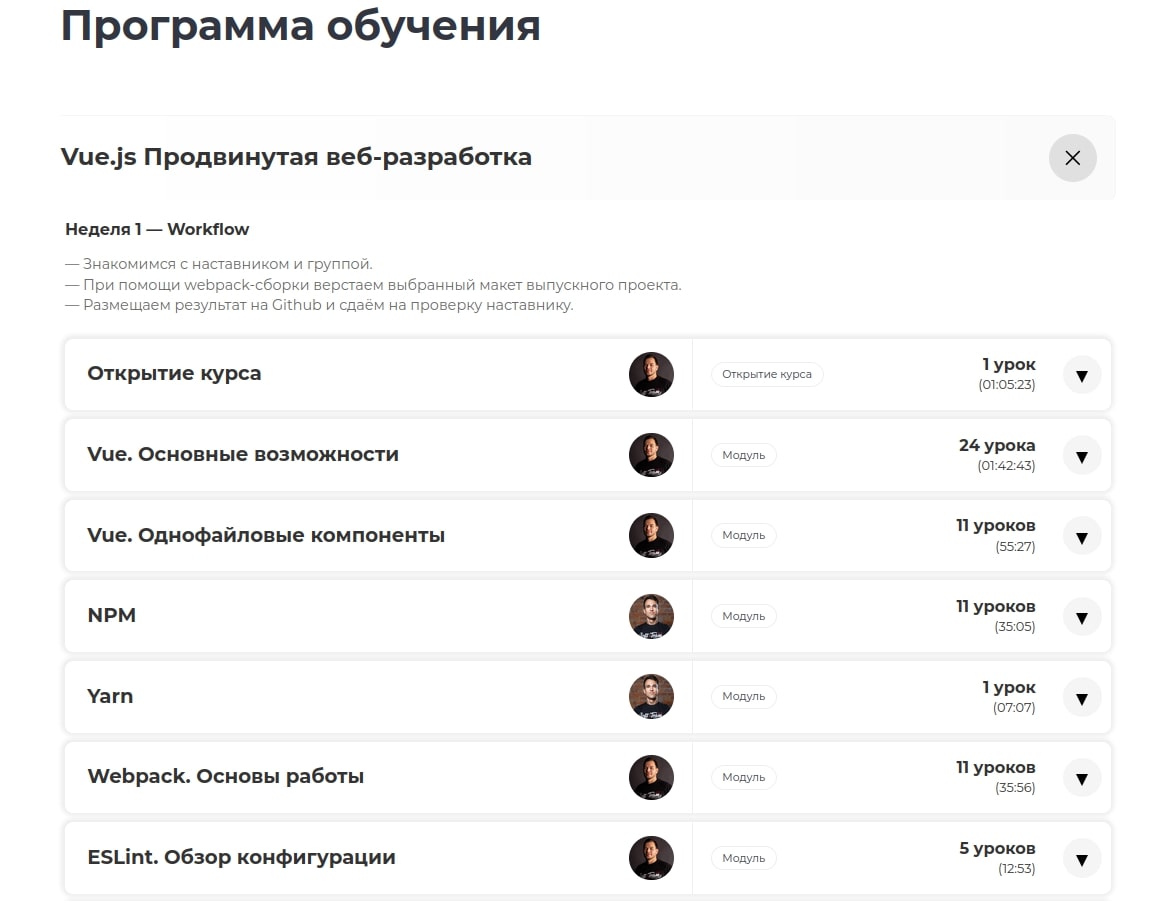 Программа обучения
Vue.js Продвинутая веб-разработка
Неделя 1 — Workflow
— Знакомимся с наставником и группой.
— При помощи webpack-сборки верстаем выбранный макет выпускного проекта.
— Размещаем результат на Github и сдаём на проверку наставнику.
Открытие курса
Открытие курса
1 урок
(01:05:23)
Vue. Основные возможности
Модуль
24 урока
(01:42:43)
Vue. Однофайловые компоненты
Модуль
11 уроков
(55:27)
NPM
Модуль
11 уроков
(35:05)
Yarn
Модуль
1 урок
(07:07)
Webpack. Основы работы
Модуль
11 уроков
(35:56)
ESLint. Обзор конфигурации
Модуль
5 уроков
(12:53)